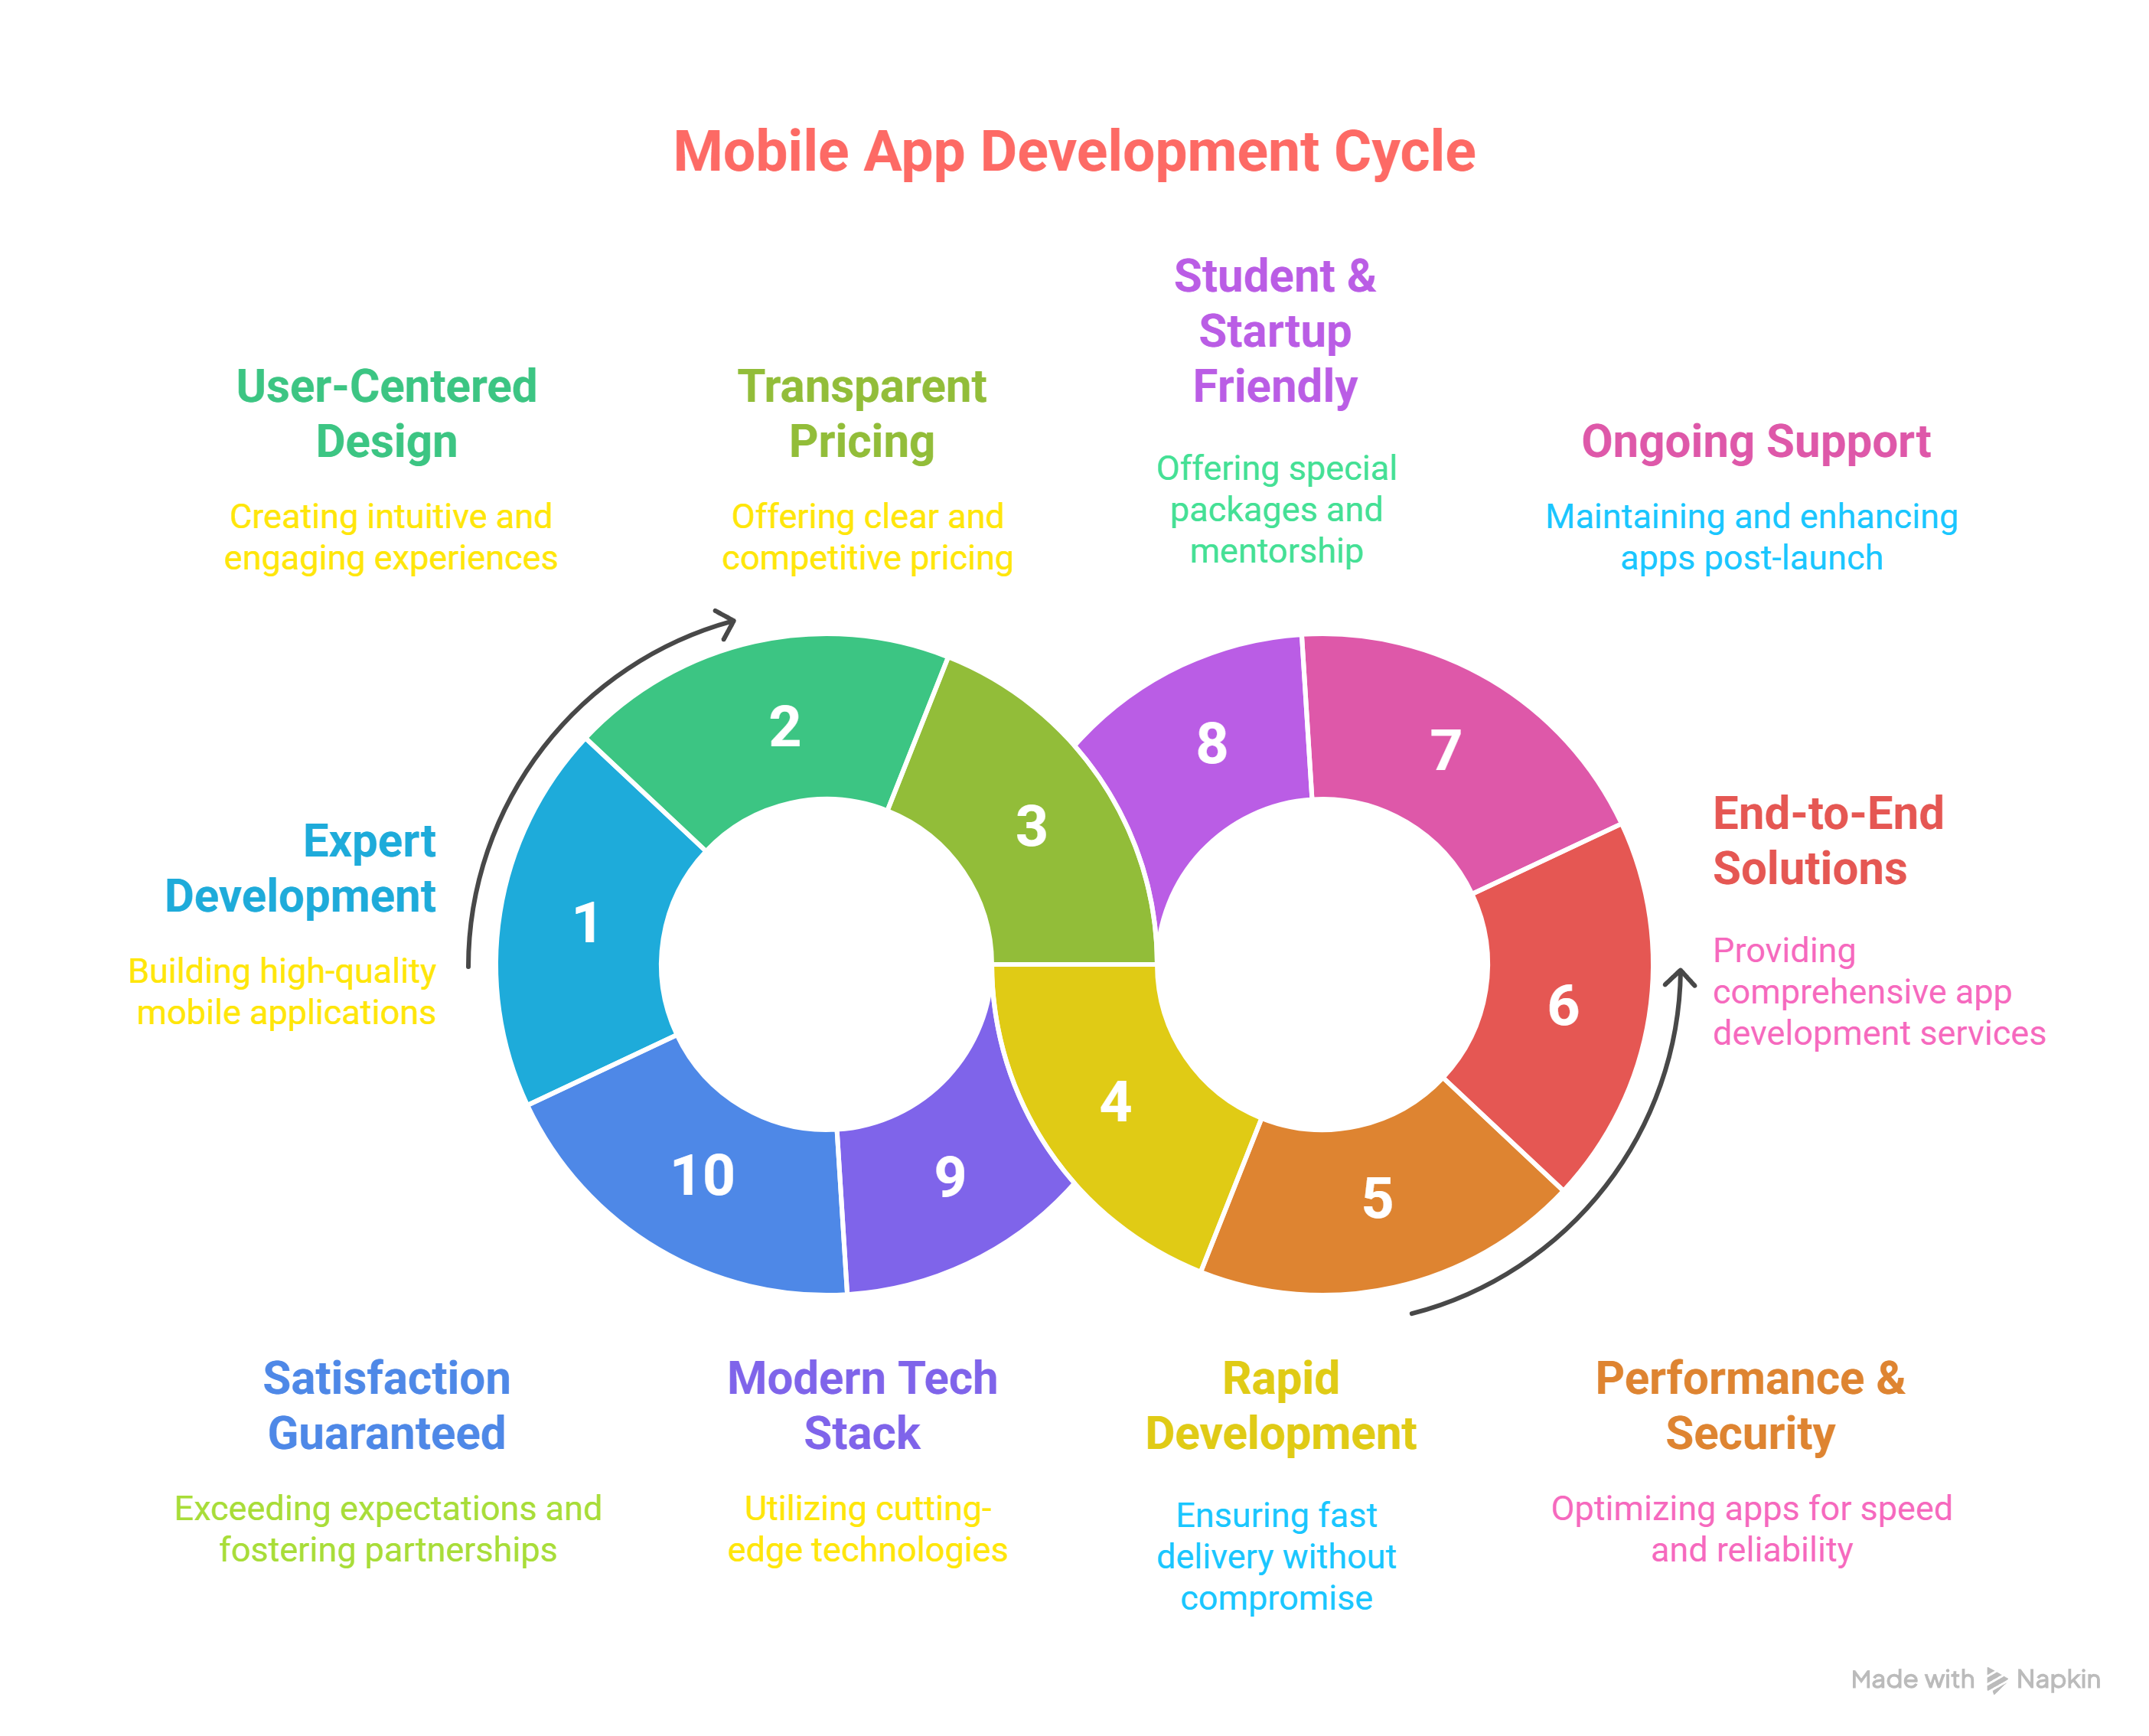 Mobile App Development Cycle
Student &
Startup
Friendly
Offering special
packages and
mentorship
User-Centered
Design
Creating intuitive and
engaging experiences
Transparent
Pricing
Offering clear and
competitive pricing
Ongoing Support
Maintaining and enhancing
apps post-launch
Expert
Development
Building high-quality
mobile applications
End-to-End
Solutions
Providing
comprehensive app
development services
1
2
3
4
5
6
7
8
9
10
Satisfaction
Guaranteed
Exceeding expectations and
fostering partnerships
Modern Tech
Stack
Utilizing cutting-
edge technologies
Rapid
Development
Ensuring fast
delivery without
compromise
Performance &
Security
Optimizing apps for speed
and reliability
Made with Napkin